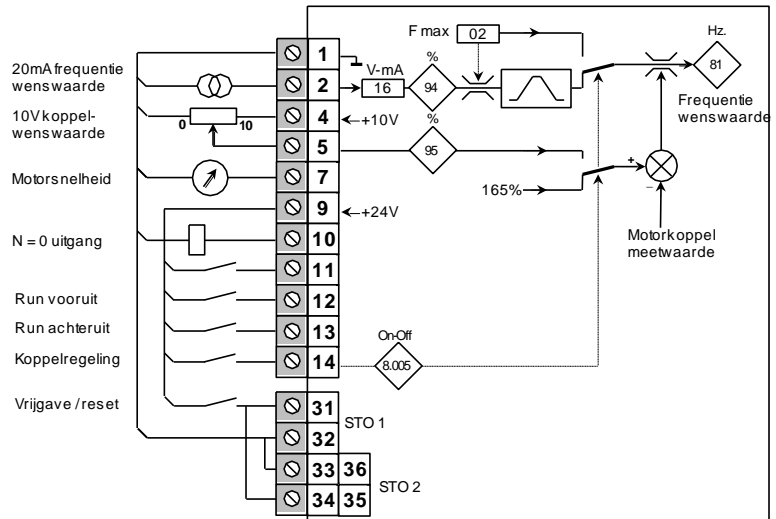 1
20mA frequentie
wenswaarde
2
V-mA
16
%
94
F max
02
Hz.
81
Frequentie
wenswaarde
10V koppel-
wenswaarde
0
10
4
+10V
5
%
95
165%
+
−
Motorkoppel
meetwaarde
Motorsnelheid
7
9
+24V
N = 0 uitgang
10
11
Run vooruit
12
Run achteruit
13
Koppelregeling
14
On-Off
8.005
Vrijgave / reset
31
STO 1
32
33 36
STO 2
34 35